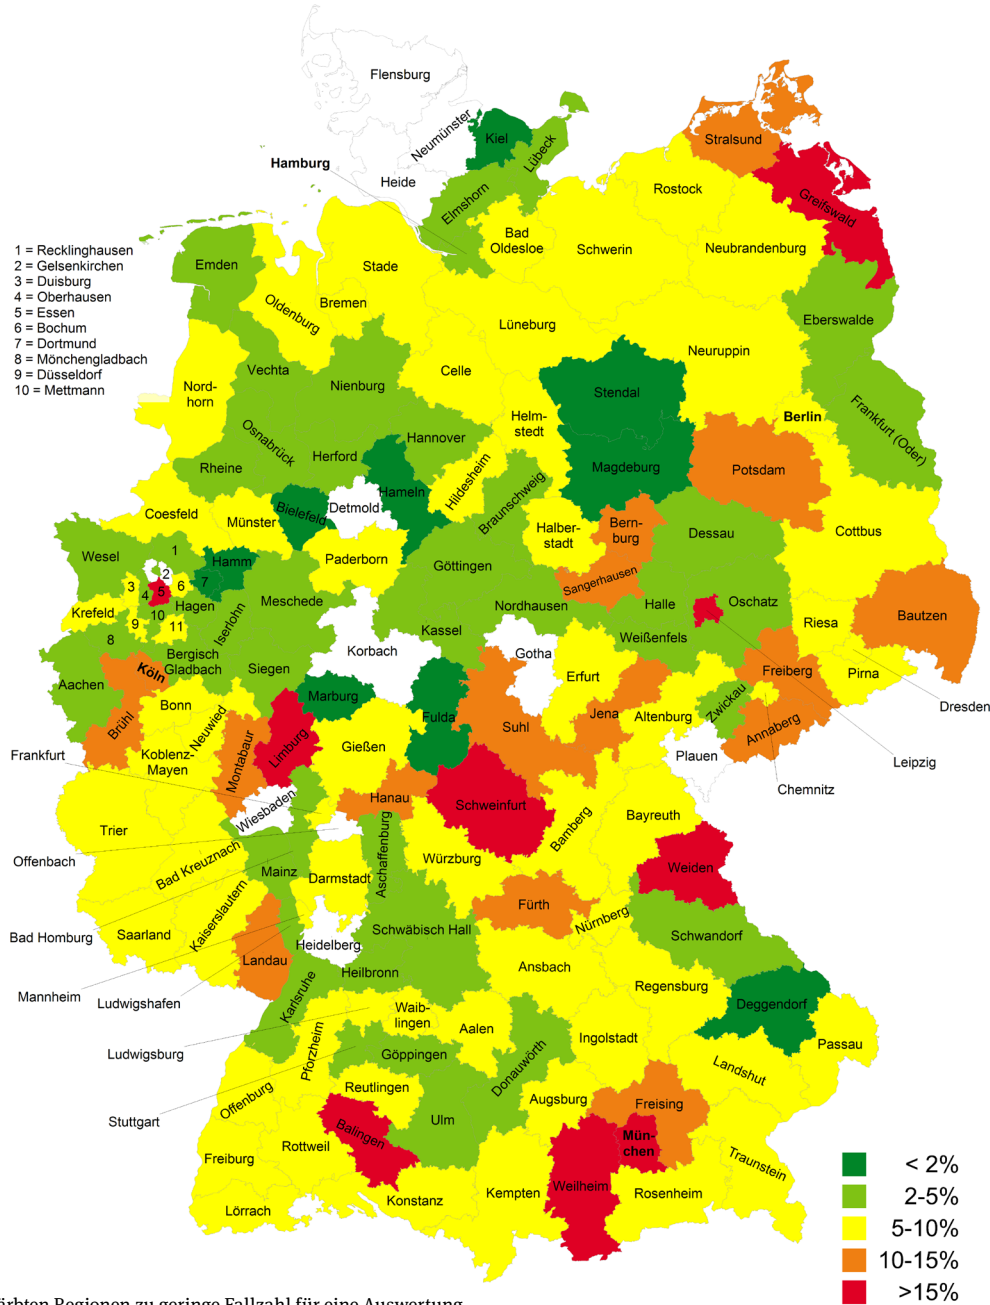 Flensburg
Neumünster
Kiel
Lübeck
Hamburg
Heide
Elmshorn
Bad
Oldesloe
Stralsund
Greifswald
Rostock
Schwerin
Neubrandenburg
1 = Recklinghausen
2 = Gelsenkirchen
3 = Duisburg
4 = Oberhausen
5 = Essen
6 = Bochum
7 = Dortmund
8 = Mönchengladbach
9 = Düsseldorf
10 = Mettmann
Emden
Stade
Oldenburg
Bremen
Lüneburg
Eberswalde
Neuruppin
Vechta
Nienburg
Celle
Nord-
horn
Stendal
Helm-
stedt
Berlin
Frankfurt (Oder)
Osnabrück
Herford
Hannover
Rheine
Hameln
Hildesheim
Braunschweig
Magdeburg
Potsdam
Coesfeld
Münster
Bielefeld
Detmold
Halber-
stadt
Bern-
burg
Dessau
Cottbus
Wesel
1
2
3
4
5
6
7
Hamm
Paderborn
Göttingen
Sangerhausen
Krefeld
9
10
11
8
Hagen
Iserlohn
Meschede
Nordhausen
Halle
Oschatz
Riesa
Bautzen
Kassel
Weißenfels
Bergisch
Gladbach
Köln
Siegen
Korbach
Gotha
Erfurt
Freiberg
Pirna
Aachen
Brühl
Bonn
Neuwied
Marburg
Fulda
Suhl
Jena
Altenburg
Zwickau
Annaberg
Dresden
Frankfurt
Koblenz-
Mayen
Montabaur
Limburg
Gießen
Plauen
Leipzig
Chemnitz
Wiesbaden
Hanau
Schweinfurt
Bamberg
Bayreuth
Trier
Offenbach
Bad Kreuznach
Mainz
Aschaffenburg
Würzburg
Weiden
Darmstadt
Kaiserslautern
Bad Homburg
Saarland
Fürth
Nürnberg
Schwäbisch Hall
Schwandorf
Heidelberg
Landau
Mannheim
Ludwigshafen
Karlsruhe
Heilbronn
Ansbach
Regensburg
Deggendorf
Ludwigsburg
Waib-
lingen
Aalen
Ingolstadt
Passau
Pforzheim
Göppingen
Donauwörth
Landshut
Stuttgart
Offenburg
Reutlingen
Augsburg
Freising
Ulm
Balingen
Rottweil
Mün-
chen
Freiburg
Traunstein
Lörrach
Konstanz
Kempten
Weilheim
Rosenheim
< 2%
2-5%
5-10%
10-15%
>15%
ärbten Regionen zu geringe Fallzahl für eine Auswertung